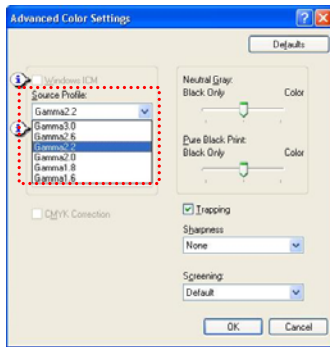 Advanced Color Settings
Defaults
Windows ICM
Source Profile:
Gamma2.2
Gamma3.0
Gamma2.6
Gamma2.2
Gamma2.0
Gamma1.8
Gamma1.6
CMYK Correction
Neutral Gray:
Black Only Color
Pure Black Print:
Black Only Color
Trapping
Sharpness
None
Screening:
Default
OK Cancel